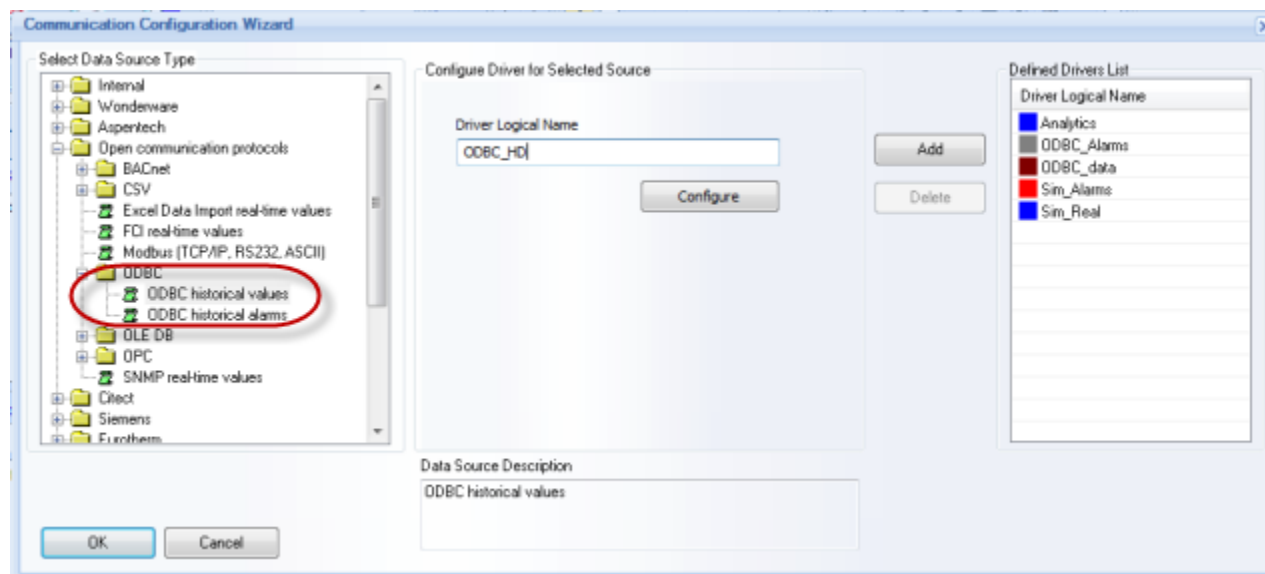 Communication Configuration Wizard
Select Data Source Type
Internal
Wonderware
Aspentech
Open communication protocols
BACnet
CSV
Excel Data Import real-time values
FCI real-time values
Modbus (TCP/IP, RS232, ASCII)
ODBC
ODBC historical values
ODBC historical alarms
OLE DB
OPC
SNMP real-time values
Citect
Siemens
Eurotherm
Configure Driver for Selected Source
Driver Logical Name
ODBC_HD
Configure
Add
Delete
Defined Drivers List
Driver Logical Name
Analytics
ODBC_Alarms
ODBC_data
Sim_Alarms
Sim_Real
Data Source Description
ODBC historical values
OK
Cancel